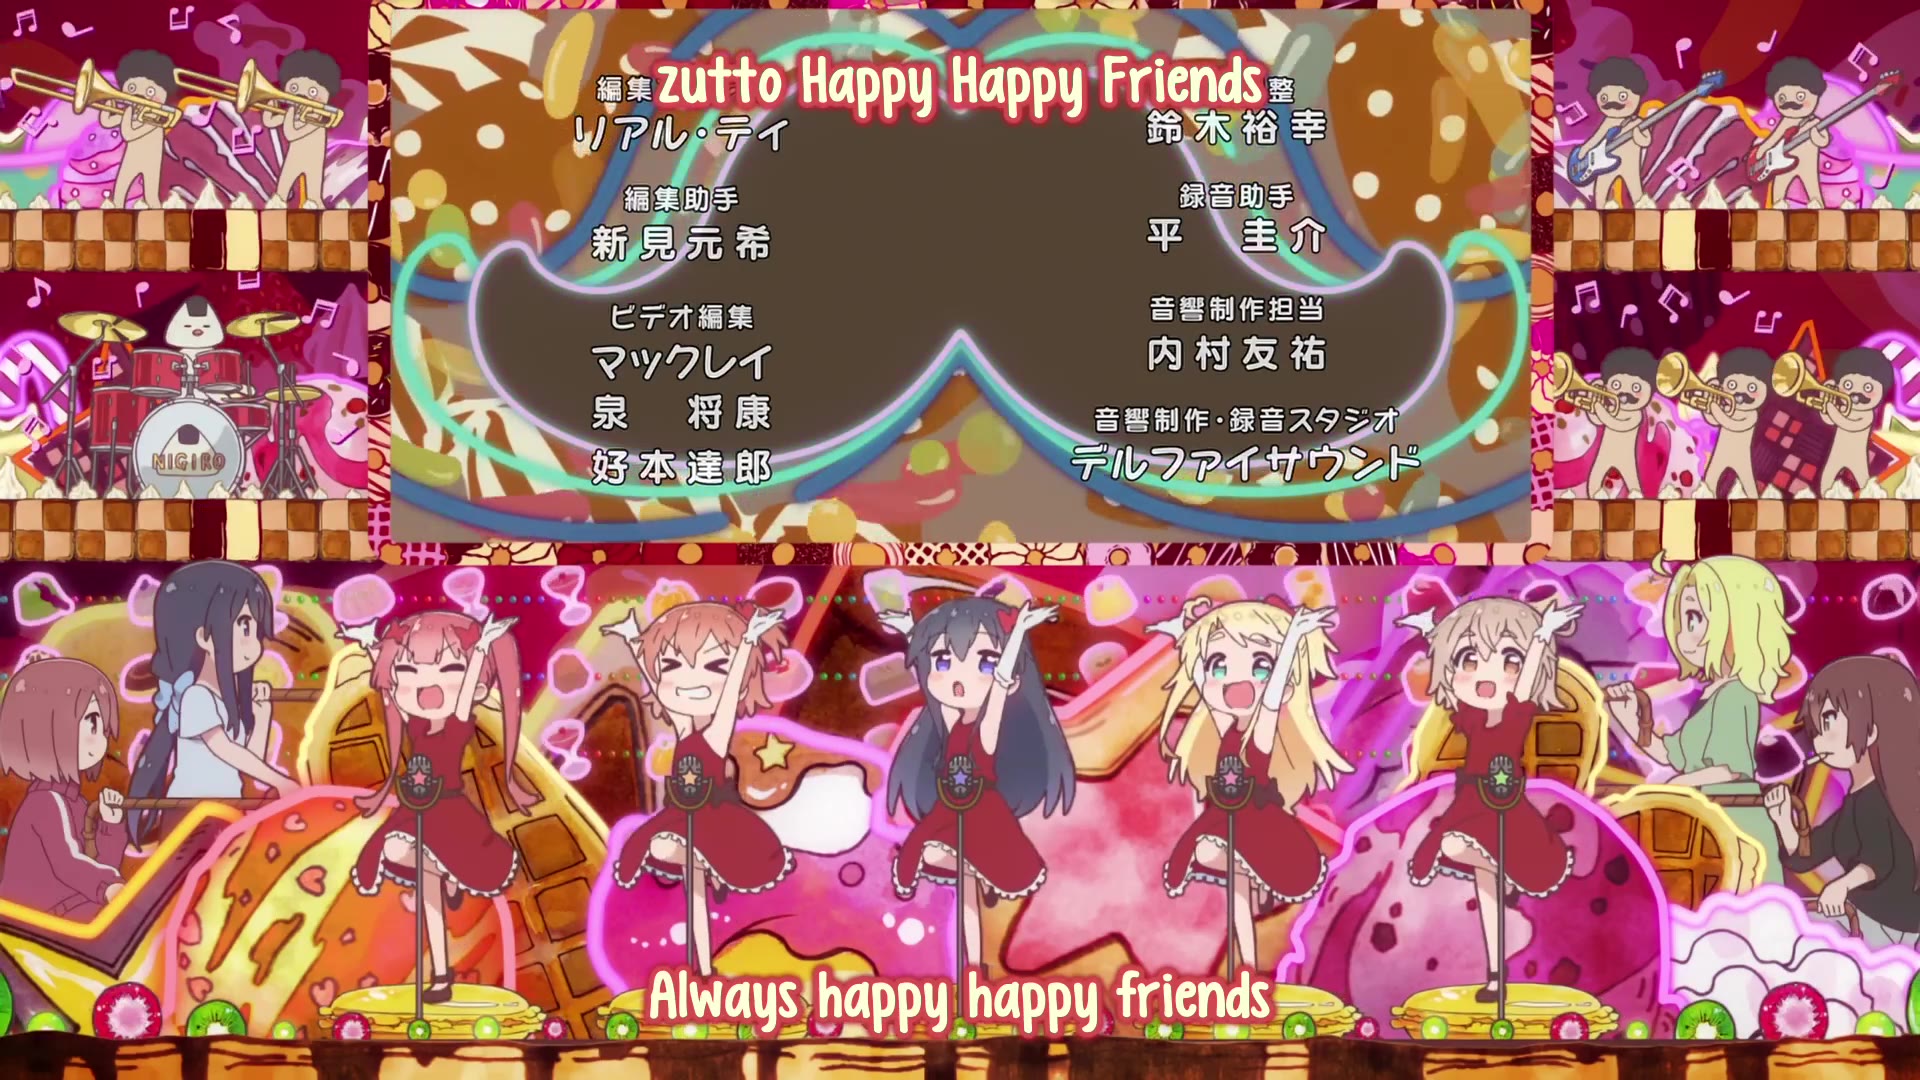 zutto Happy Happy Friends
編集
リアル・ティ
編集助手
新見元希
ビデオ編集
マックレイ
泉 将康
好本達郎
整
鈴木裕幸
録音助手
平 圭介
音響制作担当
内村友祐
音響制作・録音スタジオ
デルファイサウンド
NIGIRO
Always happy happy friends